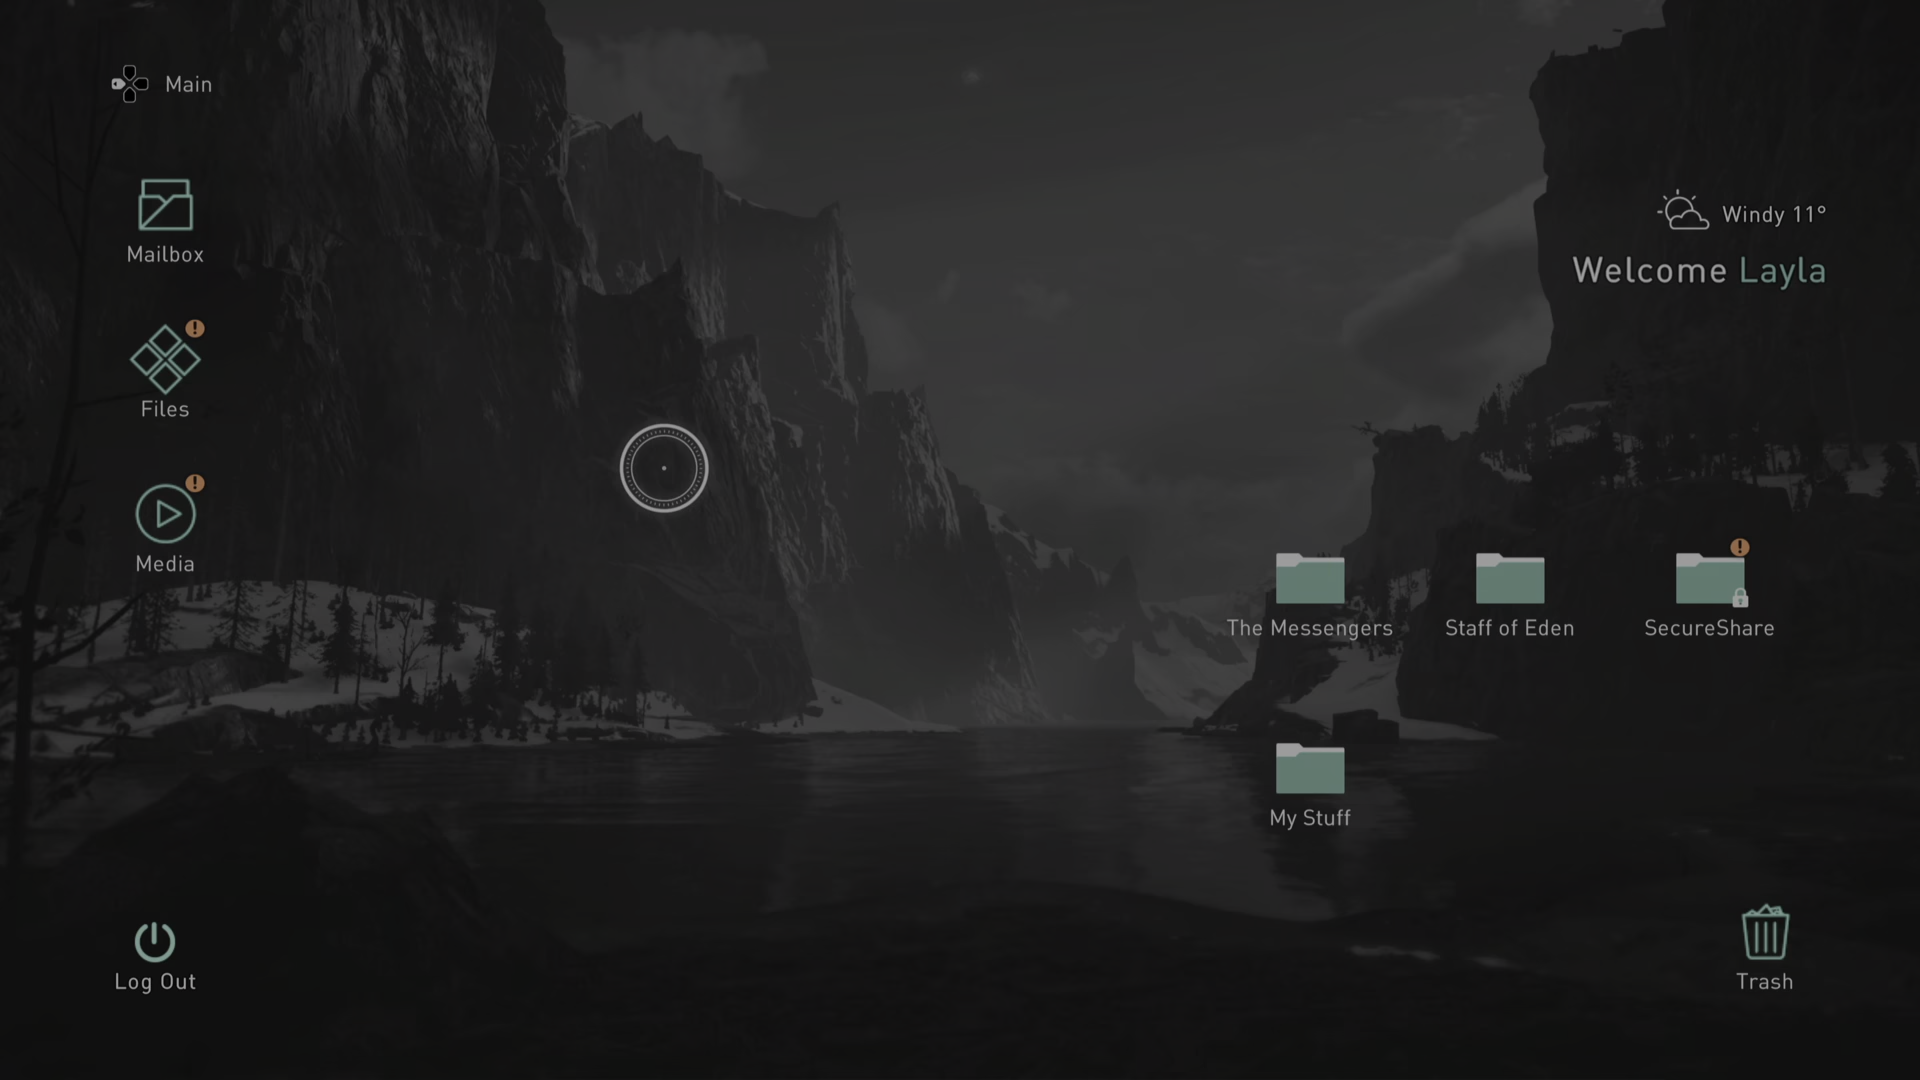 Main
Mailbox
Files
Media
Log Out
Windy 11°
Welcome Layla
The Messengers
Staff of Eden
SecureShare
My Stuff
Trash